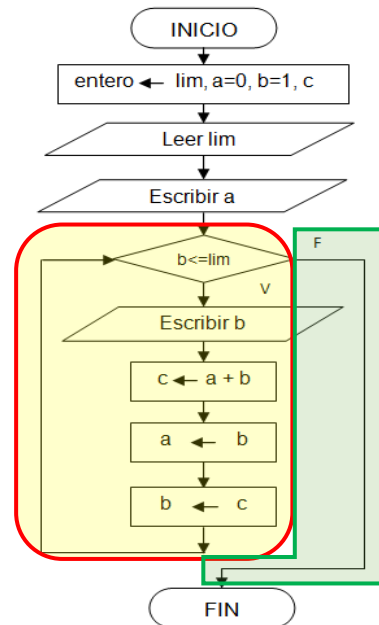 INICIO
entero ← lim, a=0, b=1, c
Leer lim
Escribir a
b<=lim
F
V
Escribir b
c ← a + b
a ← b
b ← c
FIN